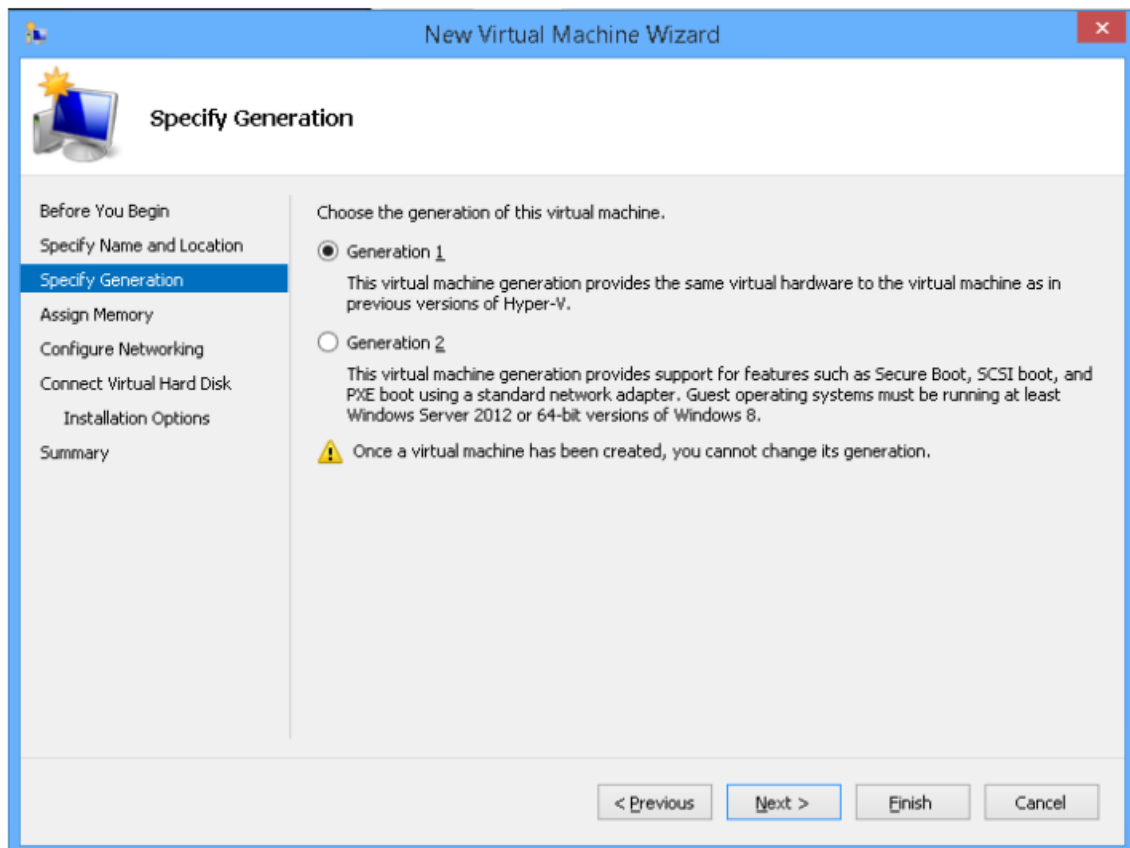 New Virtual Machine Wizard
Specify Generation
Before You Begin
Specify Name and Location
Specify Generation
Assign Memory
Configure Networking
Connect Virtual Hard Disk
Installation Options
Summary
Choose the generation of this virtual machine.
Generation 1
This virtual machine generation provides the same virtual hardware to the virtual machine as in
previous versions of Hyper-V.
Generation 2
This virtual machine generation provides support for features such as Secure Boot, SCSI boot, and
PXE boot using a standard network adapter. Guest operating systems must be running at least
Windows Server 2012 or 64-bit versions of Windows 8.
Once a virtual machine has been created, you cannot change its generation.
< Previous
Next >
Finish
Cancel